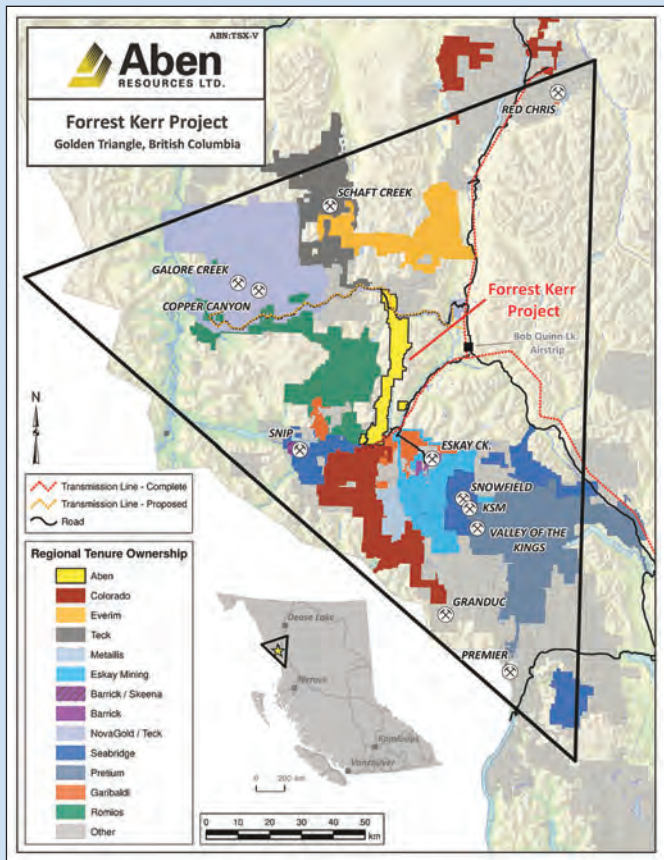 ABN:TSX-V
Aben
RESOURCES LTD.
Forrest Kerr Project
Golden Triangle, British Columbia
RED CHRIS
SCHAFT CREEK
GALORE CREEK
COPPER CANYON
Forrest Kerr
Project
Bob Quinn Lk.
Airstrip
N
SNIP
ESKAY CK.
SNOWFIELD
KSM
VALLEY OF THE
KINGS
GRANDUC
PREMIER
Transmission Line - Complete
Transmission Line - Proposed
Road
Regional Tenure Ownership
Aben
Colorado
Everim
Teck
Metallis
Eskay Mining
Barrick / Skeena
Barrick
NovaGold / Teck
Seabridge
Pretium
Garibaldi
Romios
Other
Dease Lake
Terrace
Kamloops
Vancouver
0 200 km
0 10 20 30 40 50
km